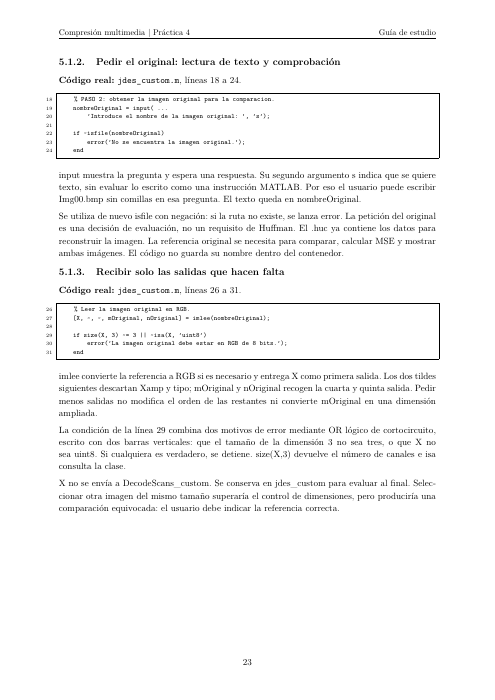 Compresión multimedia | Práctica 4 Guía de estudio
5.1.2. Pedir el original: lectura de texto y comprobación
Código real: jdes_custom.m, líneas 18 a 24.
18 % PASO 2: obtener la imagen original para la comparacion.
19 nombreOriginal = input( ...
20 'Introduce el nombre de la imagen original: ', 's');
21
22 if ~isfile(nombreOriginal)
23 error('No se encuentra la imagen original.');
24 end
input muestra la pregunta y espera una respuesta. Su segundo argumento s indica que se quiere
texto, sin evaluar lo escrito como una instrucción MATLAB. Por eso el usuario puede escribir
Img00.bmp sin comillas en esa pregunta. El texto queda en nombreOriginal.
Se utiliza de nuevo isfile con negación: si la ruta no existe, se lanza error. La petición del original
es una decisión de evaluación, no un requisito de Huffman. El .huc ya contiene los datos para
reconstruir la imagen. La referencia original se necesita para comparar, calcular MSE y mostrar
ambas imágenes. El código no guarda su nombre dentro del contenedor.
5.1.3. Recibir solo las salidas que hacen falta
Código real: jdes_custom.m, líneas 26 a 31.
26 % Leer la imagen original en RGB.
27 [X, ~, ~, mOriginal, nOriginal] = imlee(nombreOriginal);
28
29 if size(X, 3) ~= 3 || ~isa(X, 'uint8')
30 error('La imagen original debe estar en RGB de 8 bits.');
31 end
imlee convierte la referencia a RGB si es necesario y entrega X como primera salida. Los dos tildes
siguientes descartan Xamp y tipo; mOriginal y nOriginal recogen la cuarta y quinta salida. Pedir
menos salidas no modifica el orden de las restantes ni convierte mOriginal en una dimensión
ampliada.
La condición de la línea 29 combina dos motivos de error mediante OR lógico de cortocircuito,
escrito con dos barras verticales: que el tamaño de la dimensión 3 no sea tres, o que X no
sea uint8. Si cualquiera es verdadero, se detiene. size(X,3) devuelve el número de canales e isa
consulta la clase.
X no se envía a DecodeScans_custom. Se conserva en jdes_custom para evaluar al final. Selec-
cionar otra imagen del mismo tamaño superaría el control de dimensiones, pero produciría una
comparación equivocada: el usuario debe indicar la referencia correcta.
23